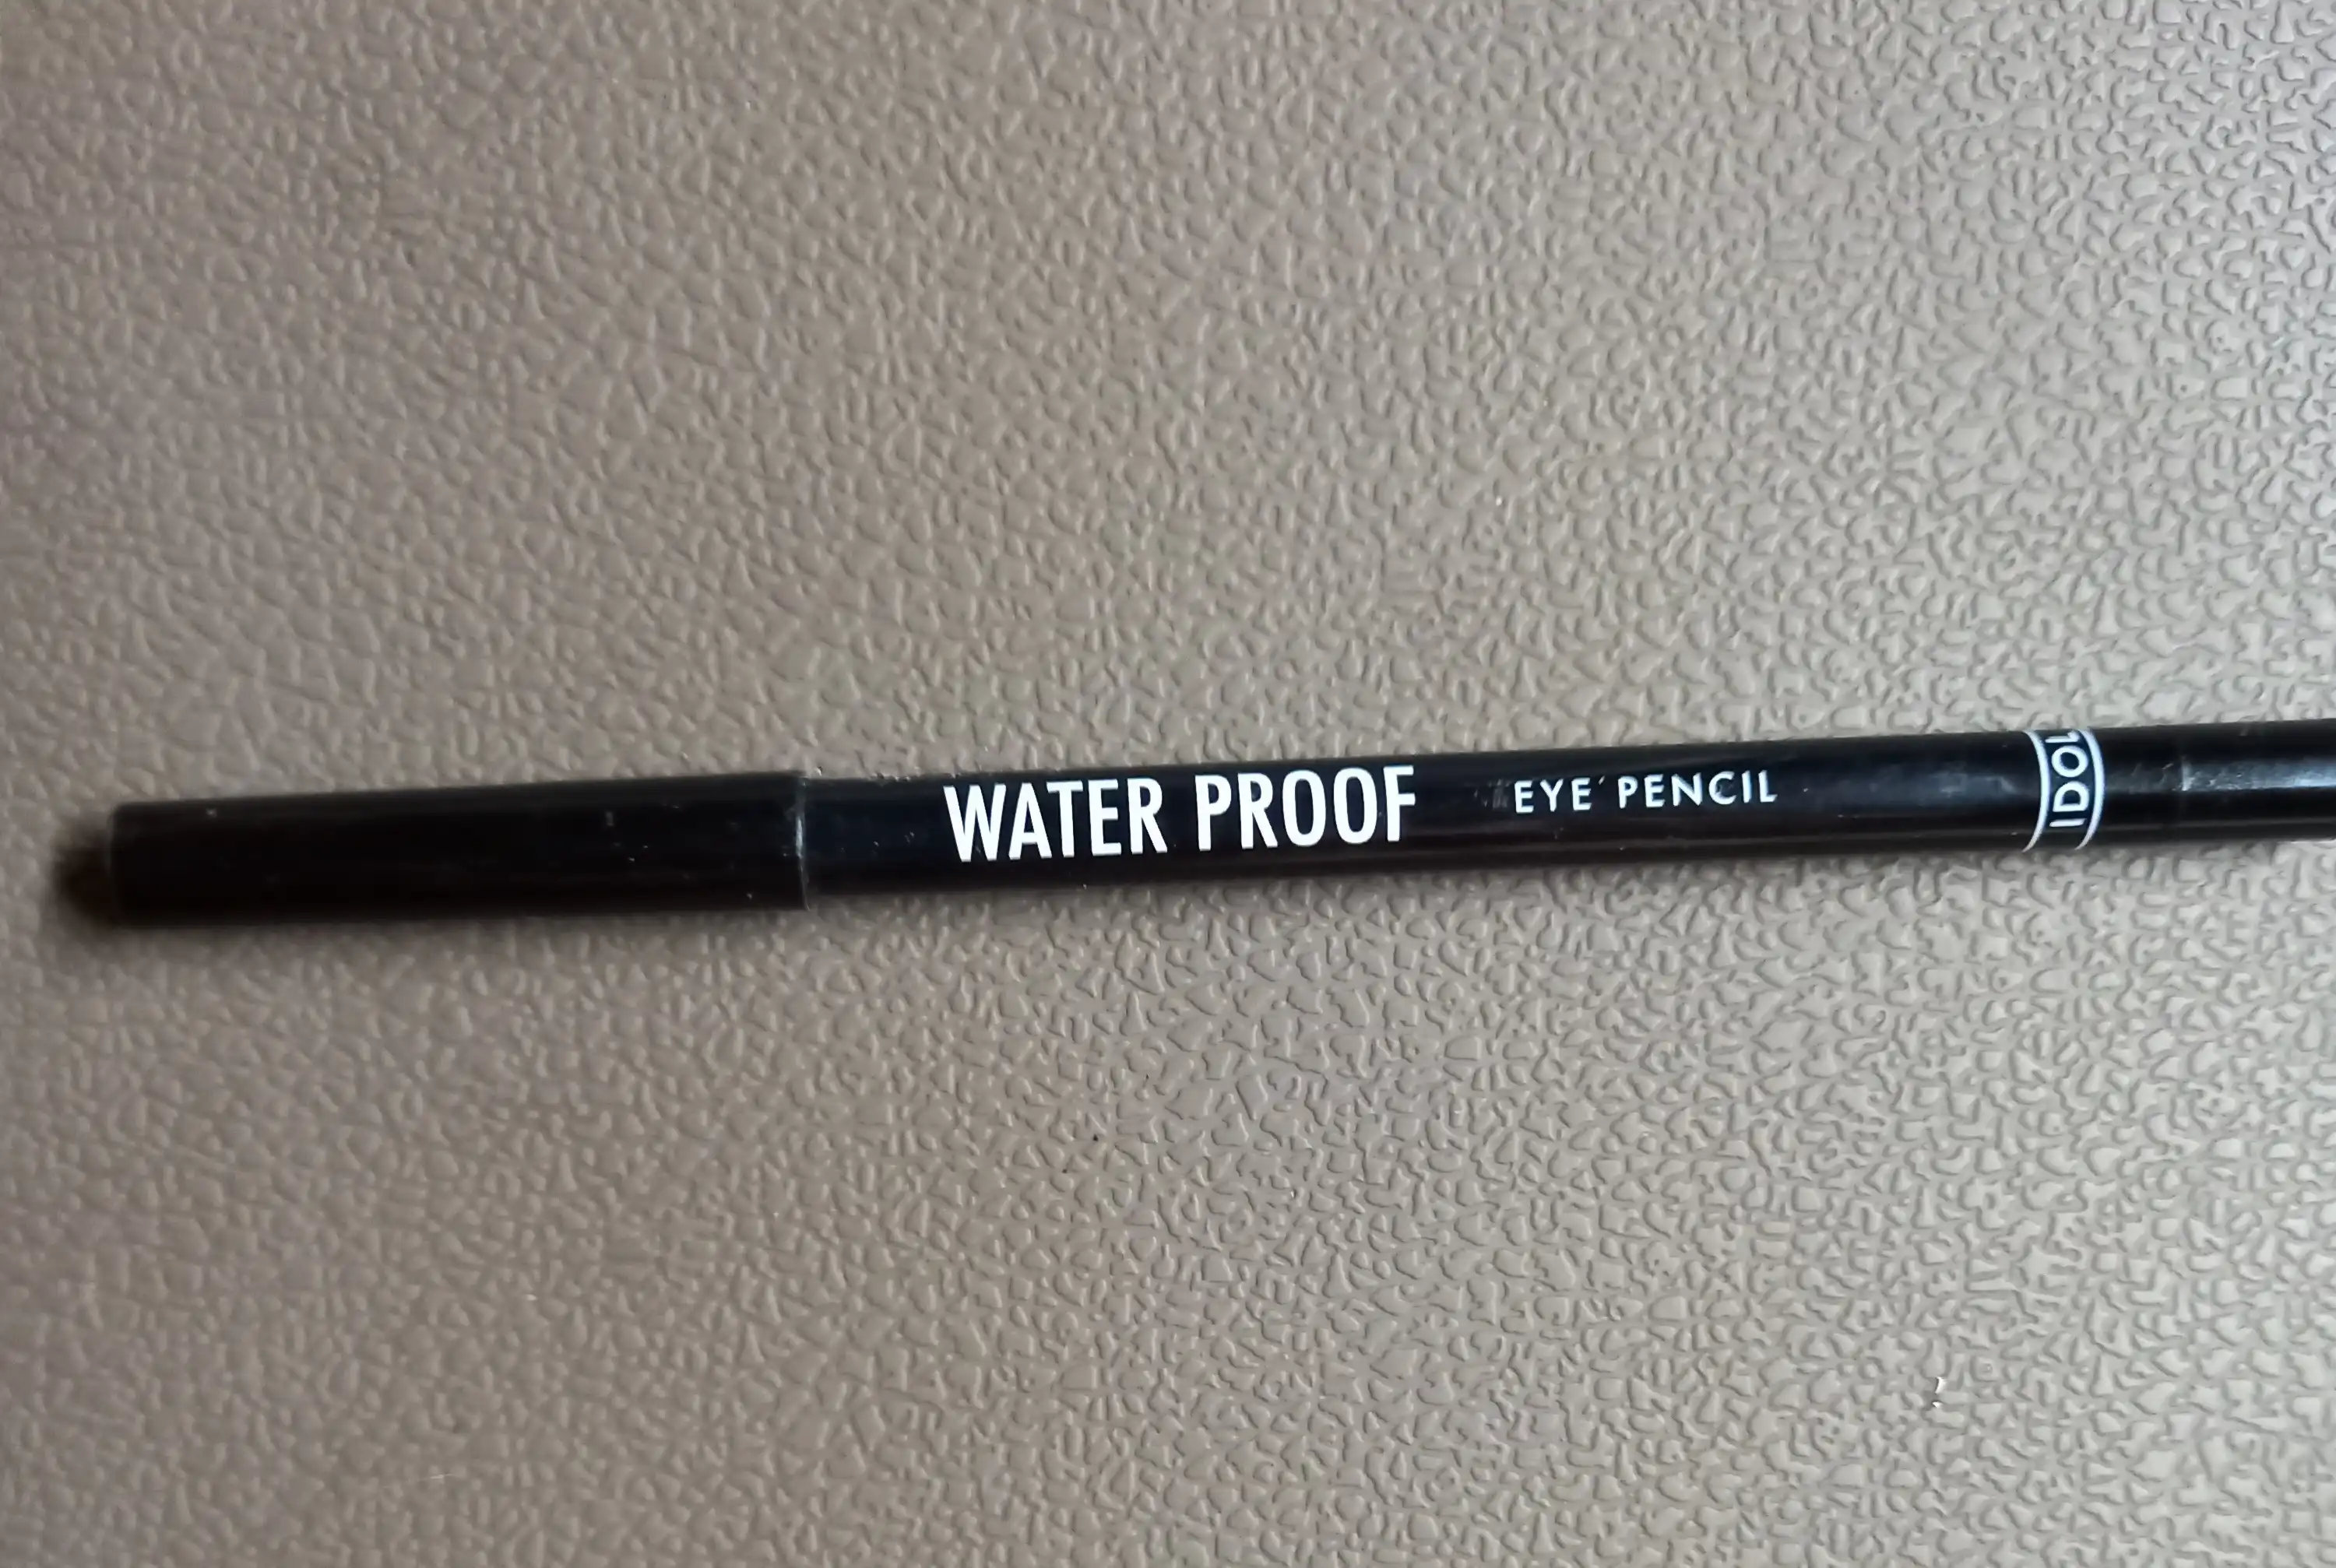 WATER PROOF EYE PENCIL
IDOL